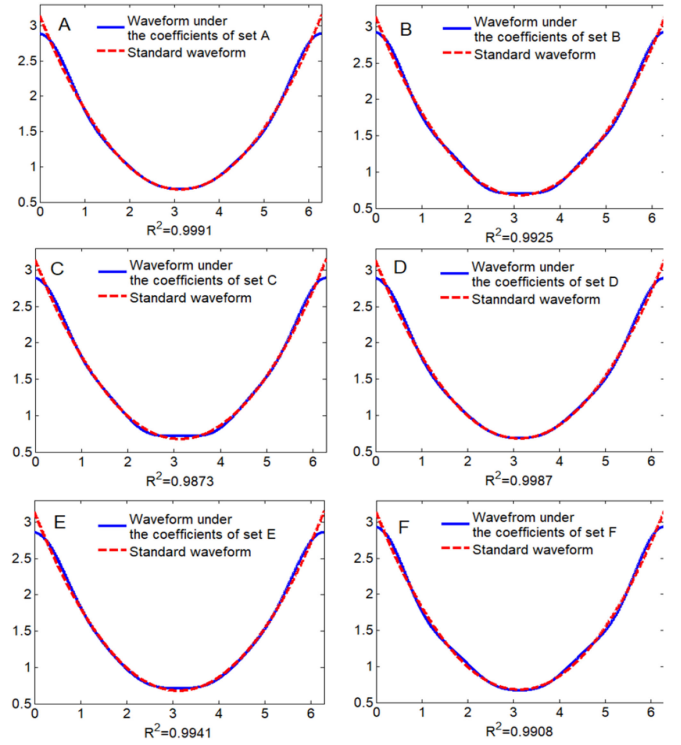 A
Waveform under
the coefficients of set A
Standard waveform
3
2.5
2
1.5
1
0.5
0 1 2 3 4 5 6
R²=0.9991
B
Waveform under
the coefficients of set B
Standard waveform
3
2.5
2
1.5
1
0.5
0 1 2 3 4 5 6
R²=0.9925
C
Waveform under
the coefficients of set C
Standard waveform
3
2.5
2
1.5
1
0.5
0 1 2 3 4 5 6
R²=0.9873
D
Waveform under
the coefficients of set D
Stanndard waveform
3
2.5
2
1.5
1
0.5
0 1 2 3 4 5 6
R²=0.9987
E
Waveform under
the coefficients of set E
Standard waveform
3
2.5
2
1.5
1
0.5
0 1 2 3 4 5 6
R²=0.9941
F
Wavefrom under
the coefficients of set F
Standard waveform
3
2.5
2
1.5
1
0.5
0 1 2 3 4 5 6
R²=0.9908